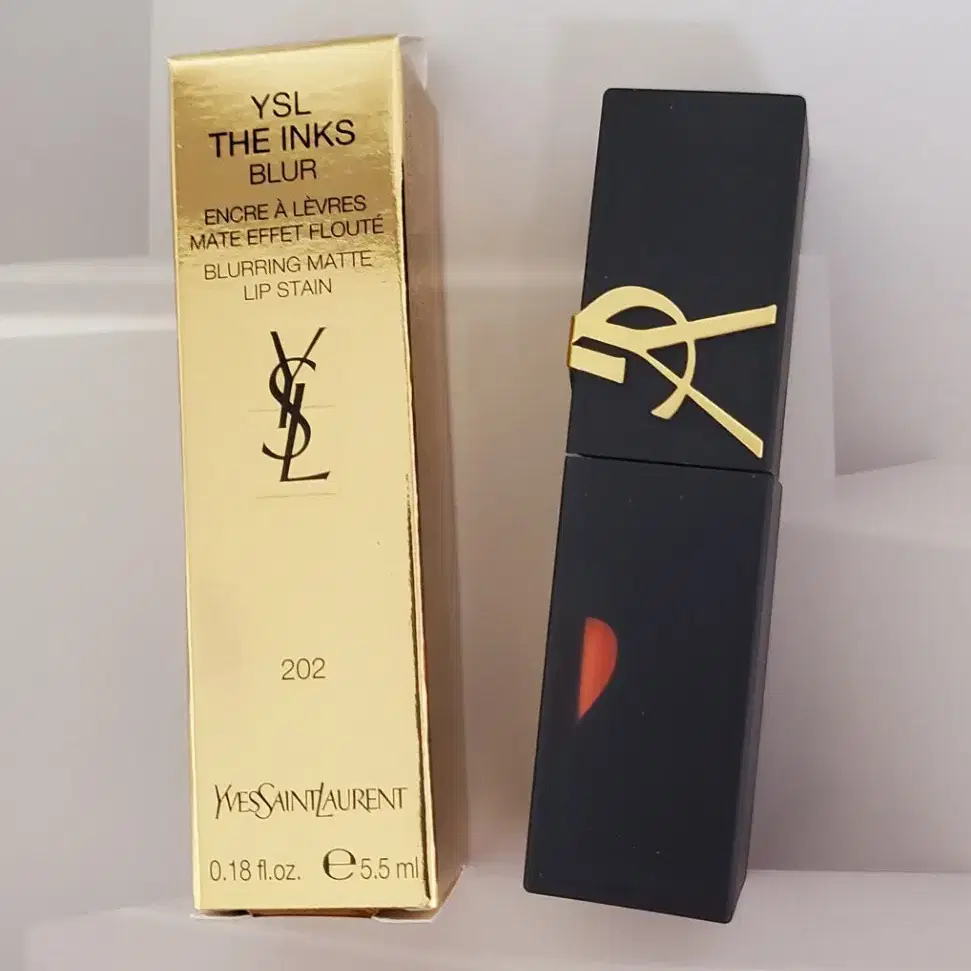 YSL
THE INKS
BLUR
ENCRE À LÈVRES
MATE EFFET FLOUTÉ
BLURRING MATTE
LIP STAIN
YSL
202
YVESSAINTLAURENT
0.18 fl.oz. ℮ 5.5 ml